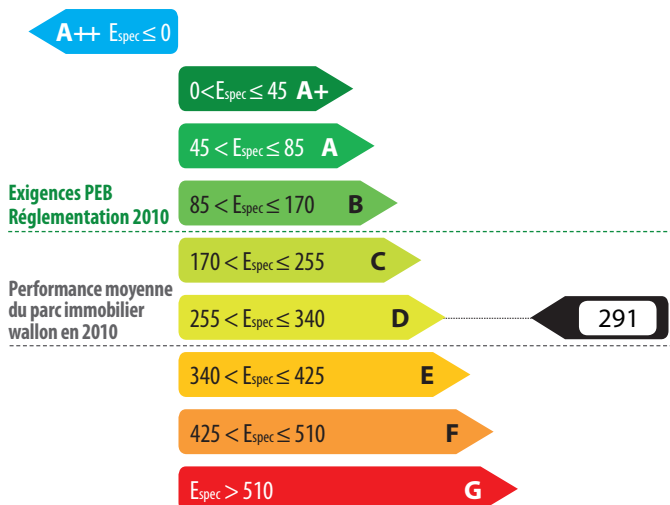 A++ Espec ≤ 0
0<Espec ≤ 45 A+
45 < Espec ≤ 85 A
Exigences PEB
Réglementation 2010
85 < Espec ≤ 170 B
170 < Espec ≤ 255 C
Performance moyenne
du parc immobilier
wallon en 2010
255 < Espec ≤ 340 D
291
340 < Espec ≤ 425 E
425 < Espec ≤ 510 F
Espec > 510 G